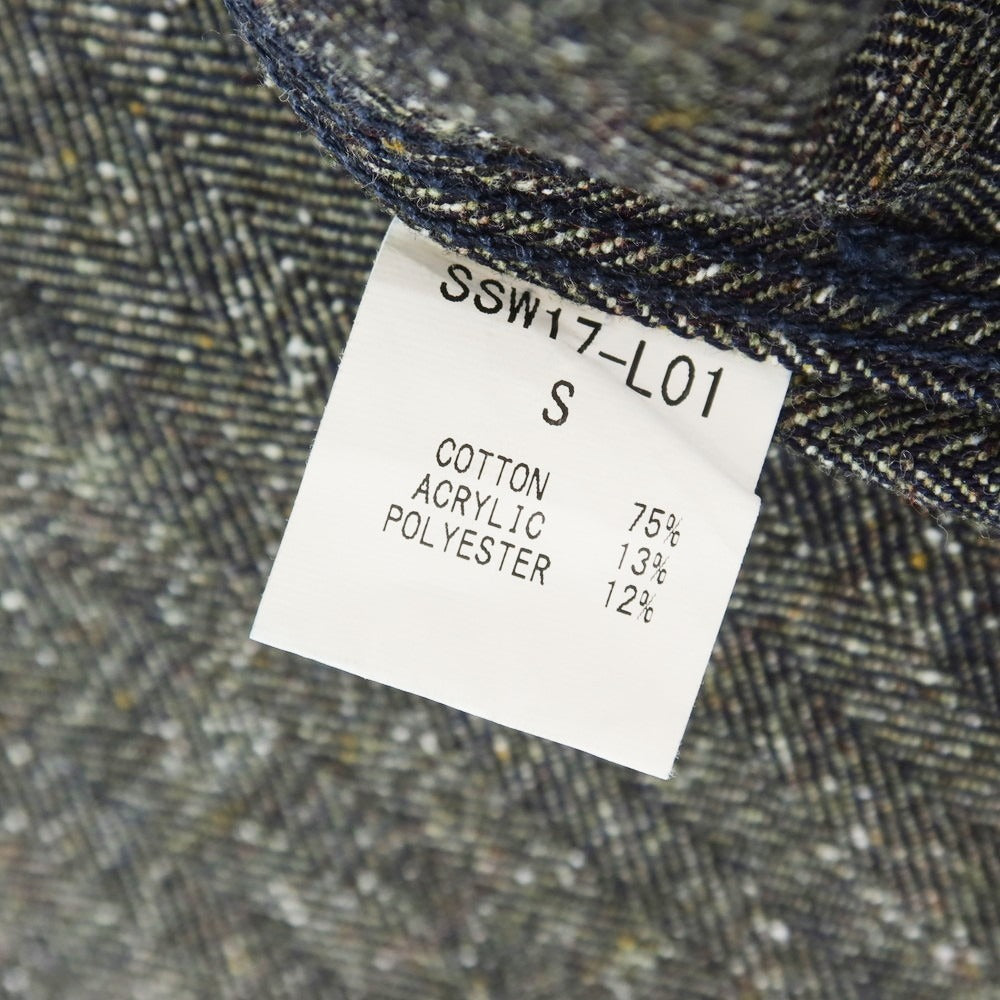 SSW17-L01
S
COTTON 75%
ACRYLIC 13%
POLYESTER 12%